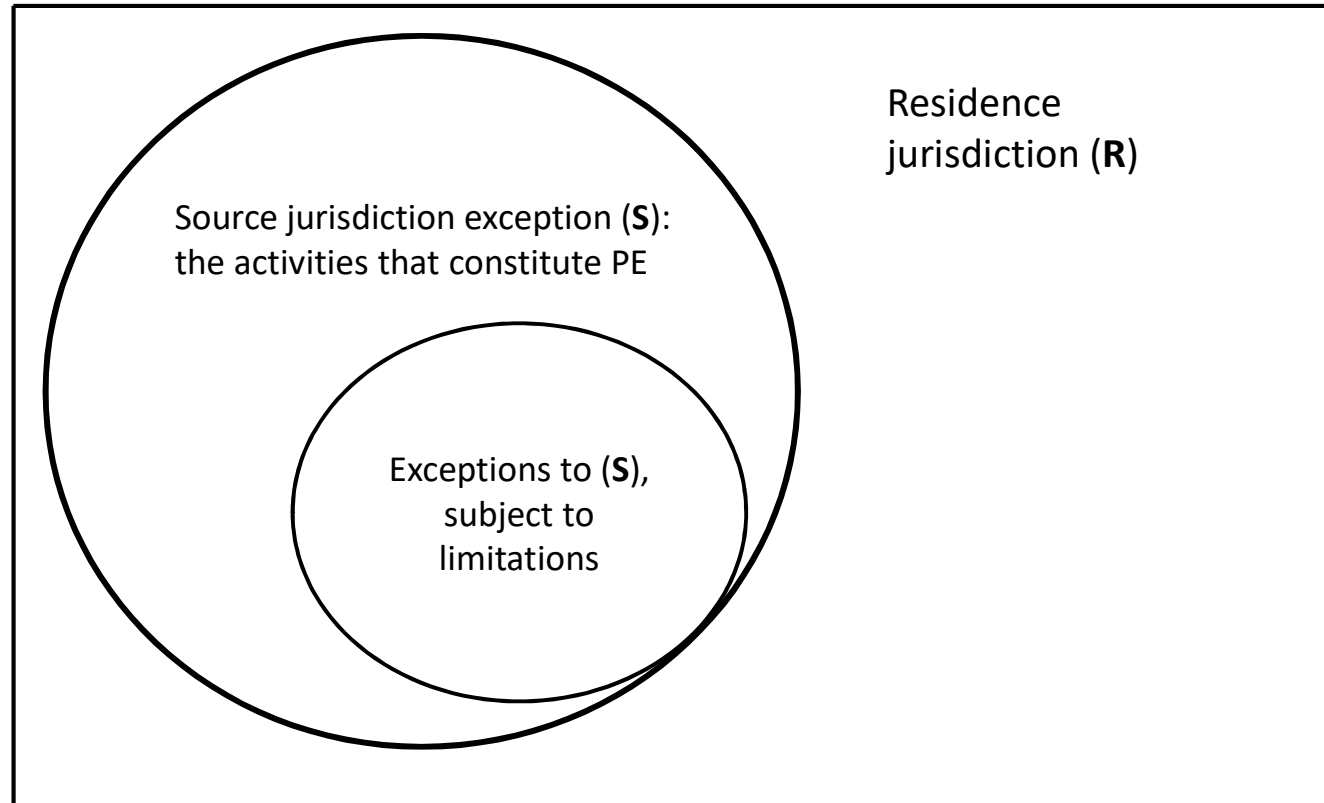 Residence
jurisdiction (R)
Source jurisdiction exception (S):
the activities that constitute PE
Exceptions to (S),
subject to
limitations